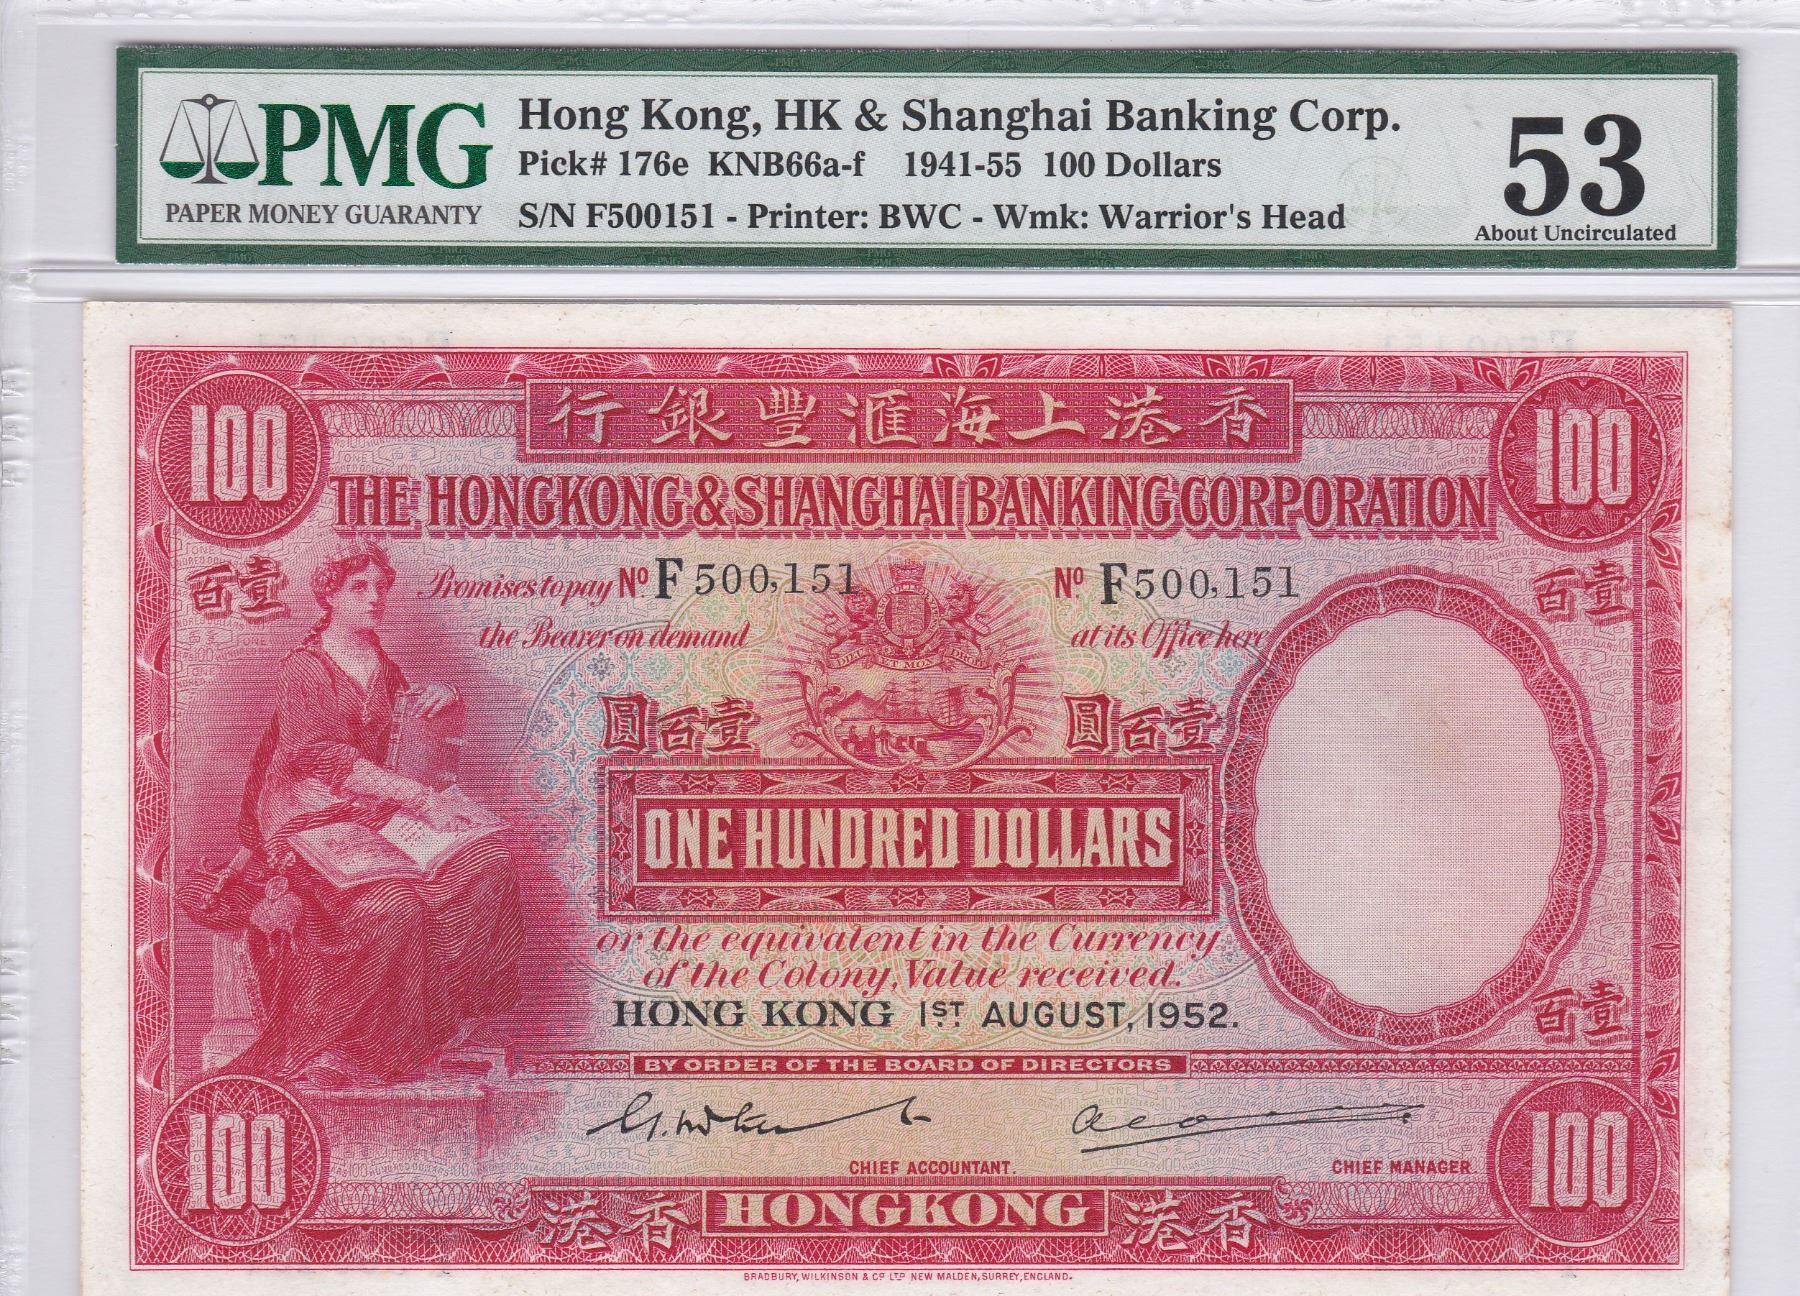 PMG
PAPER MONEY GUARANTY
Hong Kong, HK & Shanghai Banking Corp.
Pick# 176e KNB66a-f 1941-55 100 Dollars
S/N F500151 - Printer: BWC - Wmk: Warrior's Head
53
About Uncirculated
行銀豐滙海上港香
100
100
THE HONGKONG & SHANGHAI BANKING CORPORATION
百壹
Promises to pay No. F 500,151
No. F 500,151
百壹
the Bearer on demand
at its Office here
DIEU ET MON DROIT
圓百壹
圓百壹
ONE HUNDRED DOLLARS
or the equivalent in the Currency
of the Colony, Value received.
HONG KONG 1ST AUGUST, 1952.
百壹
BY ORDER OF THE BOARD OF DIRECTORS
100
100
CHIEF ACCOUNTANT.
CHIEF MANAGER
港香 HONGKONG 港香
BRADBURY, WILKINSON & Co LTD NEW MALDEN, SURREY, ENGLAND.